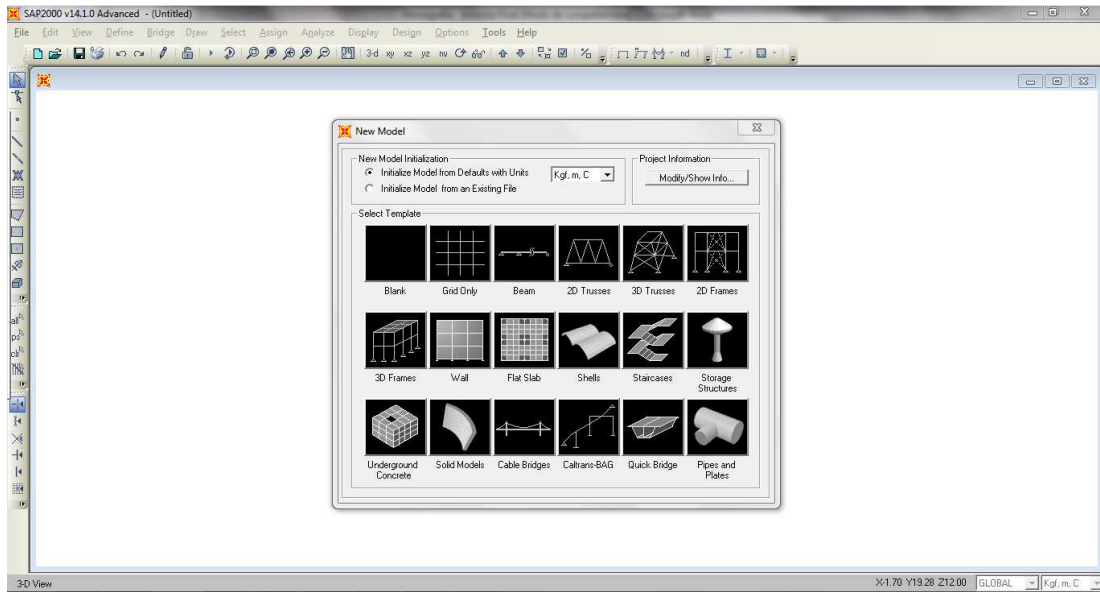 SAP2000 v14.1.0 Advanced - (Untitled)
File Edit View Define Bridge Draw Select Assign Analyze Display Design Options Tools Help
3-d xy xz yz nv nd
New Model
New Model Initialization
Project Information
Initialize Model from Defaults with Units
Kgf, m, C
Modify/Show Info...
Initialize Model from an Existing File
Select Template
Blank Grid Only Beam 2D Trusses 3D Trusses 2D Frames
3D Frames Wall Flat Slab Shells Staircases Storage Structures
Underground Concrete Solid Models Cable Bridges Caltrans-BAG Quick Bridge Pipes and Plates
all
ps
clr
3-D View
X-1.70 Y19.28 Z12.00 GLOBAL Kgf, m, C